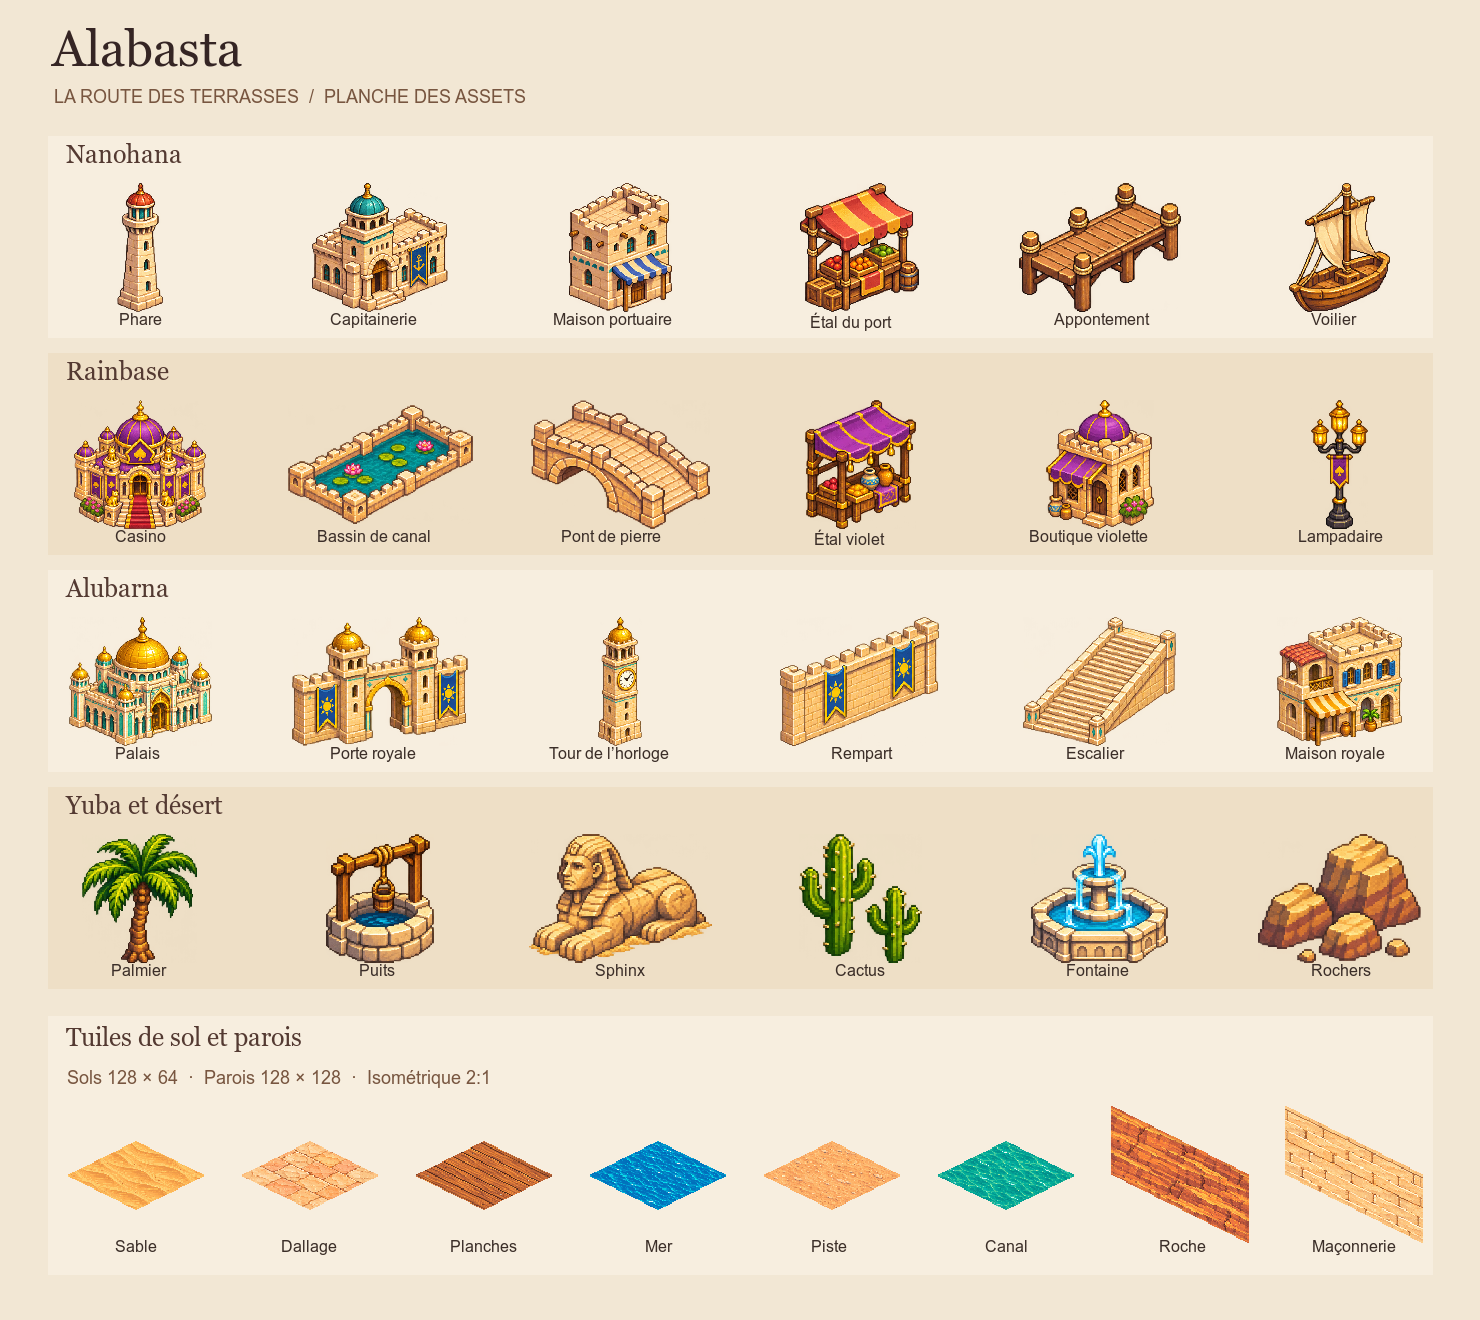 Alabasta
LA ROUTE DES TERRASSES / PLANCHE DES ASSETS
Nanohana
Phare
Capitainerie
Maison portuaire
Étal du port
Appontement
Voilier
Rainbase
Casino
Bassin de canal
Pont de pierre
Étal violet
Boutique violette
Lampadaire
Alubarna
Palais
Porte royale
Tour de l’horloge
Rempart
Escalier
Maison royale
Yuba et désert
Palmier
Puits
Sphinx
Cactus
Fontaine
Rochers
Tuiles de sol et parois
Sols 128 × 64 · Parois 128 × 128 · Isométrique 2:1
Sable
Dallage
Planches
Mer
Piste
Canal
Roche
Maçonnerie